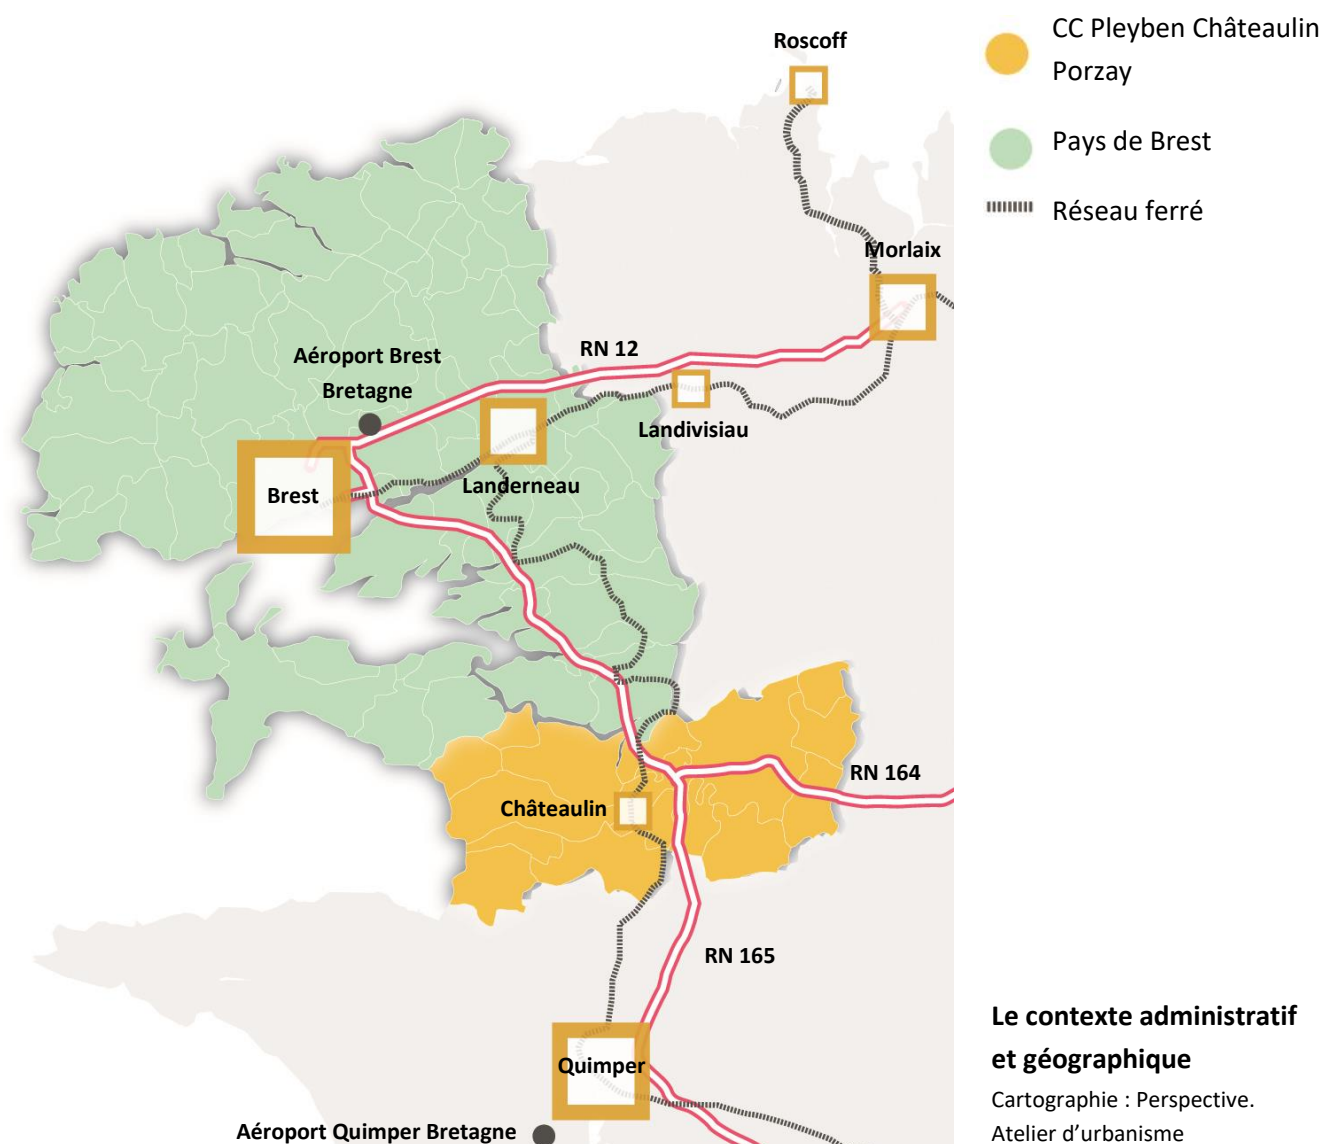 Roscoff
CC Pleyben Châteaulin
Porzay
Pays de Brest
Réseau ferré
Morlaix
RN 12
Aéroport Brest
Bretagne
Landivisiau
Landerneau
Brest
RN 164
Châteaulin
RN 165
Le contexte administratif
et géographique
Quimper
Cartographie : Perspective.
Atelier d’urbanisme
Aéroport Quimper Bretagne